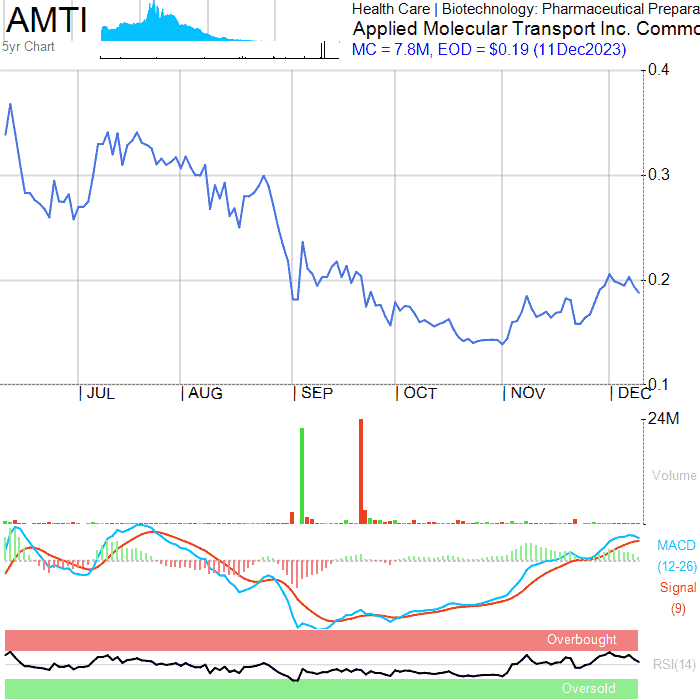 AMTI
5yr Chart
Health Care | Biotechnology: Pharmaceutical Prepara
Applied Molecular Transport Inc. Commo
MC = 7.8M, EOD = $0.19 (11Dec2023)
0.4
0.3
0.2
0.1
| JUL | AUG | SEP | OCT | NOV | DEC
24M
Volume
MACD
(12-26)
Signal
(9)
Overbought
RSI(14)
Oversold